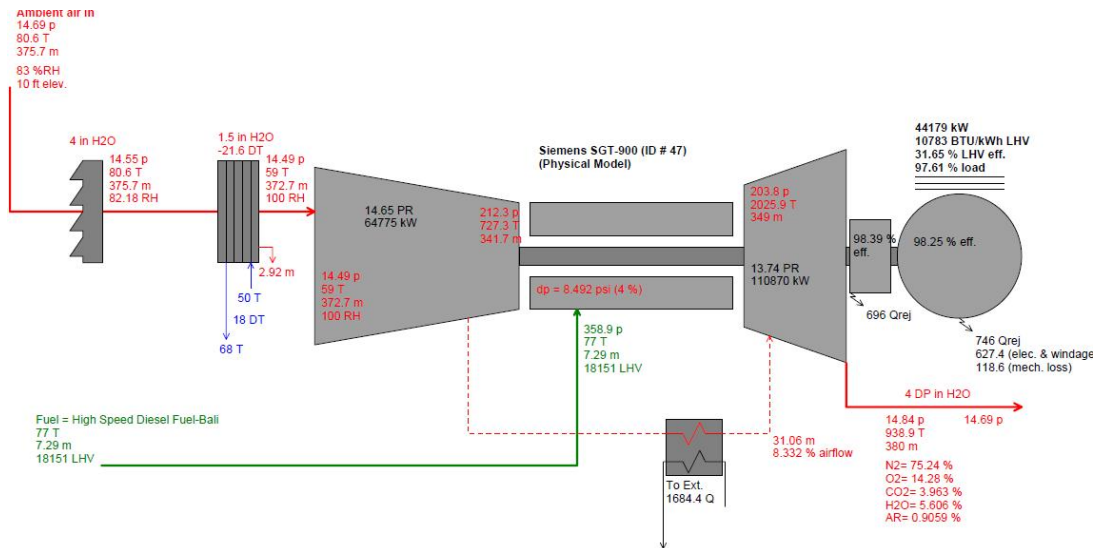 Ambient air in
14.69 p
80.6 T
375.7 m
83 %RH
10 ft elev.
4 in H2O
14.55 p
80.6 T
375.7 m
82.18 RH
1.5 in H2O
-21.6 DT
14.49 p
59 T
372.7 m
100 RH
2.92 m
50 T
18 DT
68 T
14.65 PR
64775 kW
14.49 p
59 T
372.7 m
100 RH
212.3 p
727.3 T
341.7 m
Siemens SGT-900 (ID # 47)
(Physical Model)
dp = 8.492 psi (4 %)
358.9 p
77 T
7.29 m
18151 LHV
203.8 p
2025.9 T
349 m
13.74 PR
110870 kW
98.39 %
eff.
696 Qrej
44179 kW
10783 BTU/kWh LHV
31.65 % LHV eff.
97.61 % load
98.25 % eff.
746 Qrej
627.4 (elec. & windage
118.6 (mech. loss)
4 DP in H2O
14.84 p
938.9 T
380 m
14.69 p
N2= 75.24 %
O2= 14.28 %
CO2= 3.963 %
H2O= 5.606 %
AR= 0.9059 %
31.06 m
8.332 % airflow
To Ext.
1684.4 Q
Fuel = High Speed Diesel Fuel-Bali
77 T
7.29 m
18151 LHV